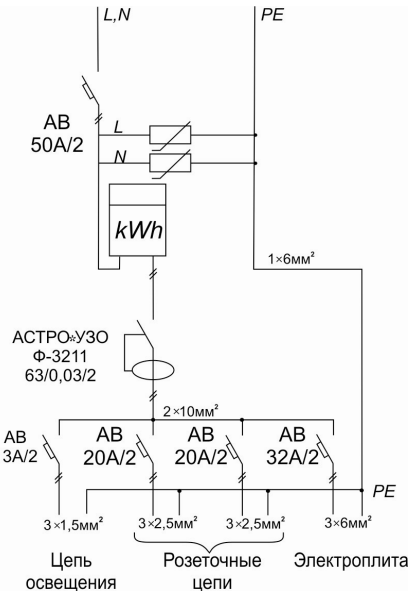 L,N
PE
АВ
50А/2
L
N
kWh
1×6мм²
АСТРО*УЗО
Ф-3211
63/0,03/2
2×10мм²
АВ
3А/2
АВ
20А/2
АВ
20А/2
АВ
32А/2
PE
3×1,5мм²
3×2,5мм²
3×2,5мм²
3×6мм²
Цепь
освещения
Розеточные
цепи
Электроплита